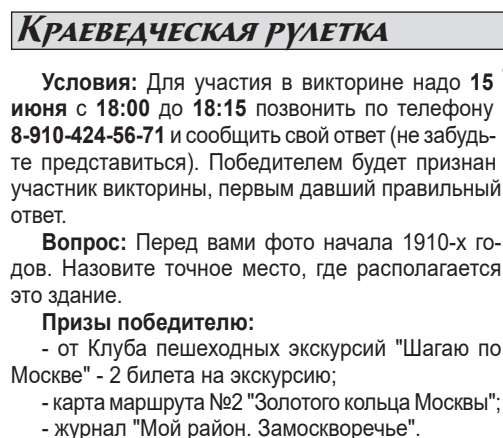 Краеведческая рулетка
Условия: Для участия в викторине надо 15
июня с 18:00 до 18:15 позвонить по телефону
8-910-424-56-71 и сообщить свой ответ (не забудь-
те представиться). Победителем будет признан
участник викторины, первым давший правильный
ответ.
Вопрос: Перед вами фото начала 1910-х го-
дов. Назовите точное место, где располагается
это здание.
Призы победителю:
- от Клуба пешеходных экскурсий "Шагаю по
Москве" - 2 билета на экскурсию;
- карта маршрута №2 "Золотого кольца Москвы";
- журнал "Мой район. Замоскворечье".